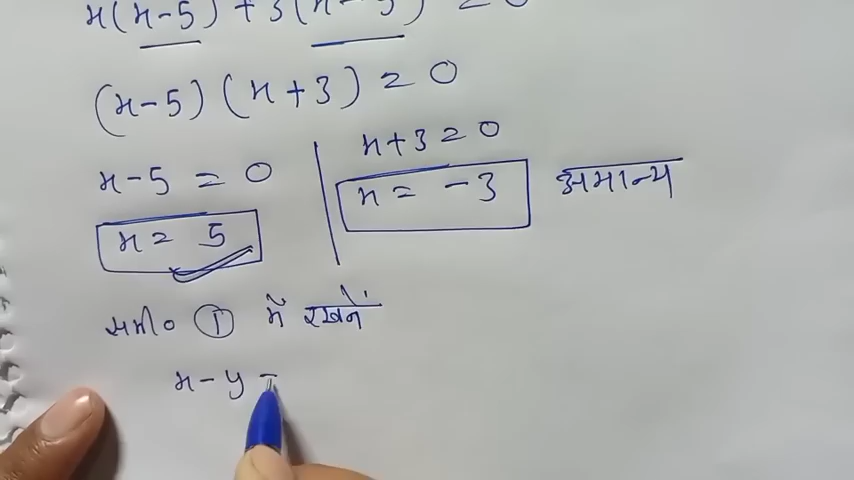 x(x-5) + 3(x-5) = 0
(x-5) (x+3) = 0
x-5 = 0
x = 5
x+3 = 0
x = -3 अमान्य
समी० ① में रखने
x-y =